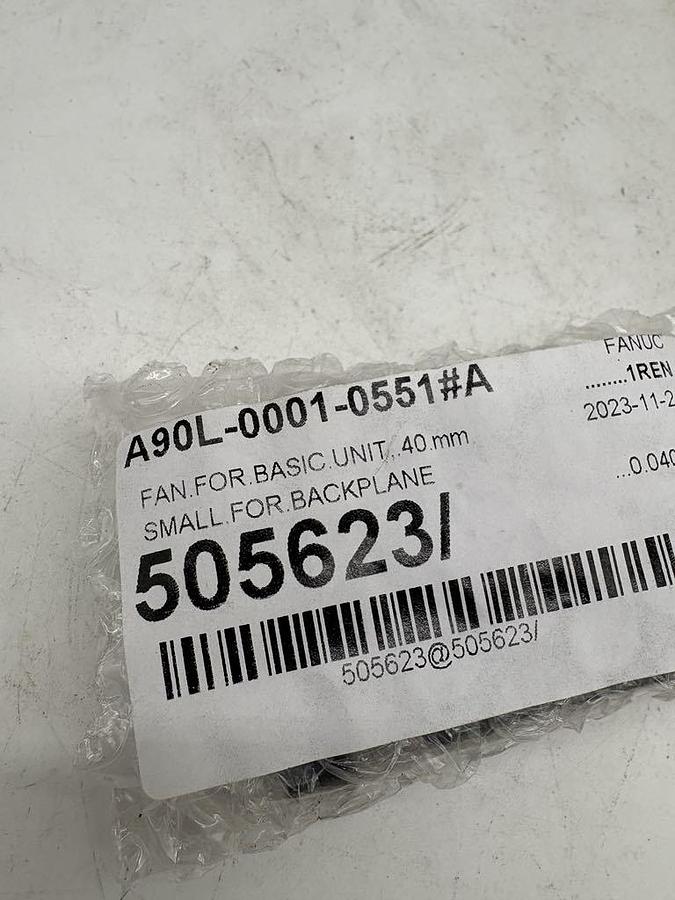 FANUC
A90L-0001-0551#A
........1REN
FAN.FOR.BASIC.UNIT,.40.mm
2023-11-2
SMALL.FOR.BACKPLANE
...0.040
505623/
505623@505623/